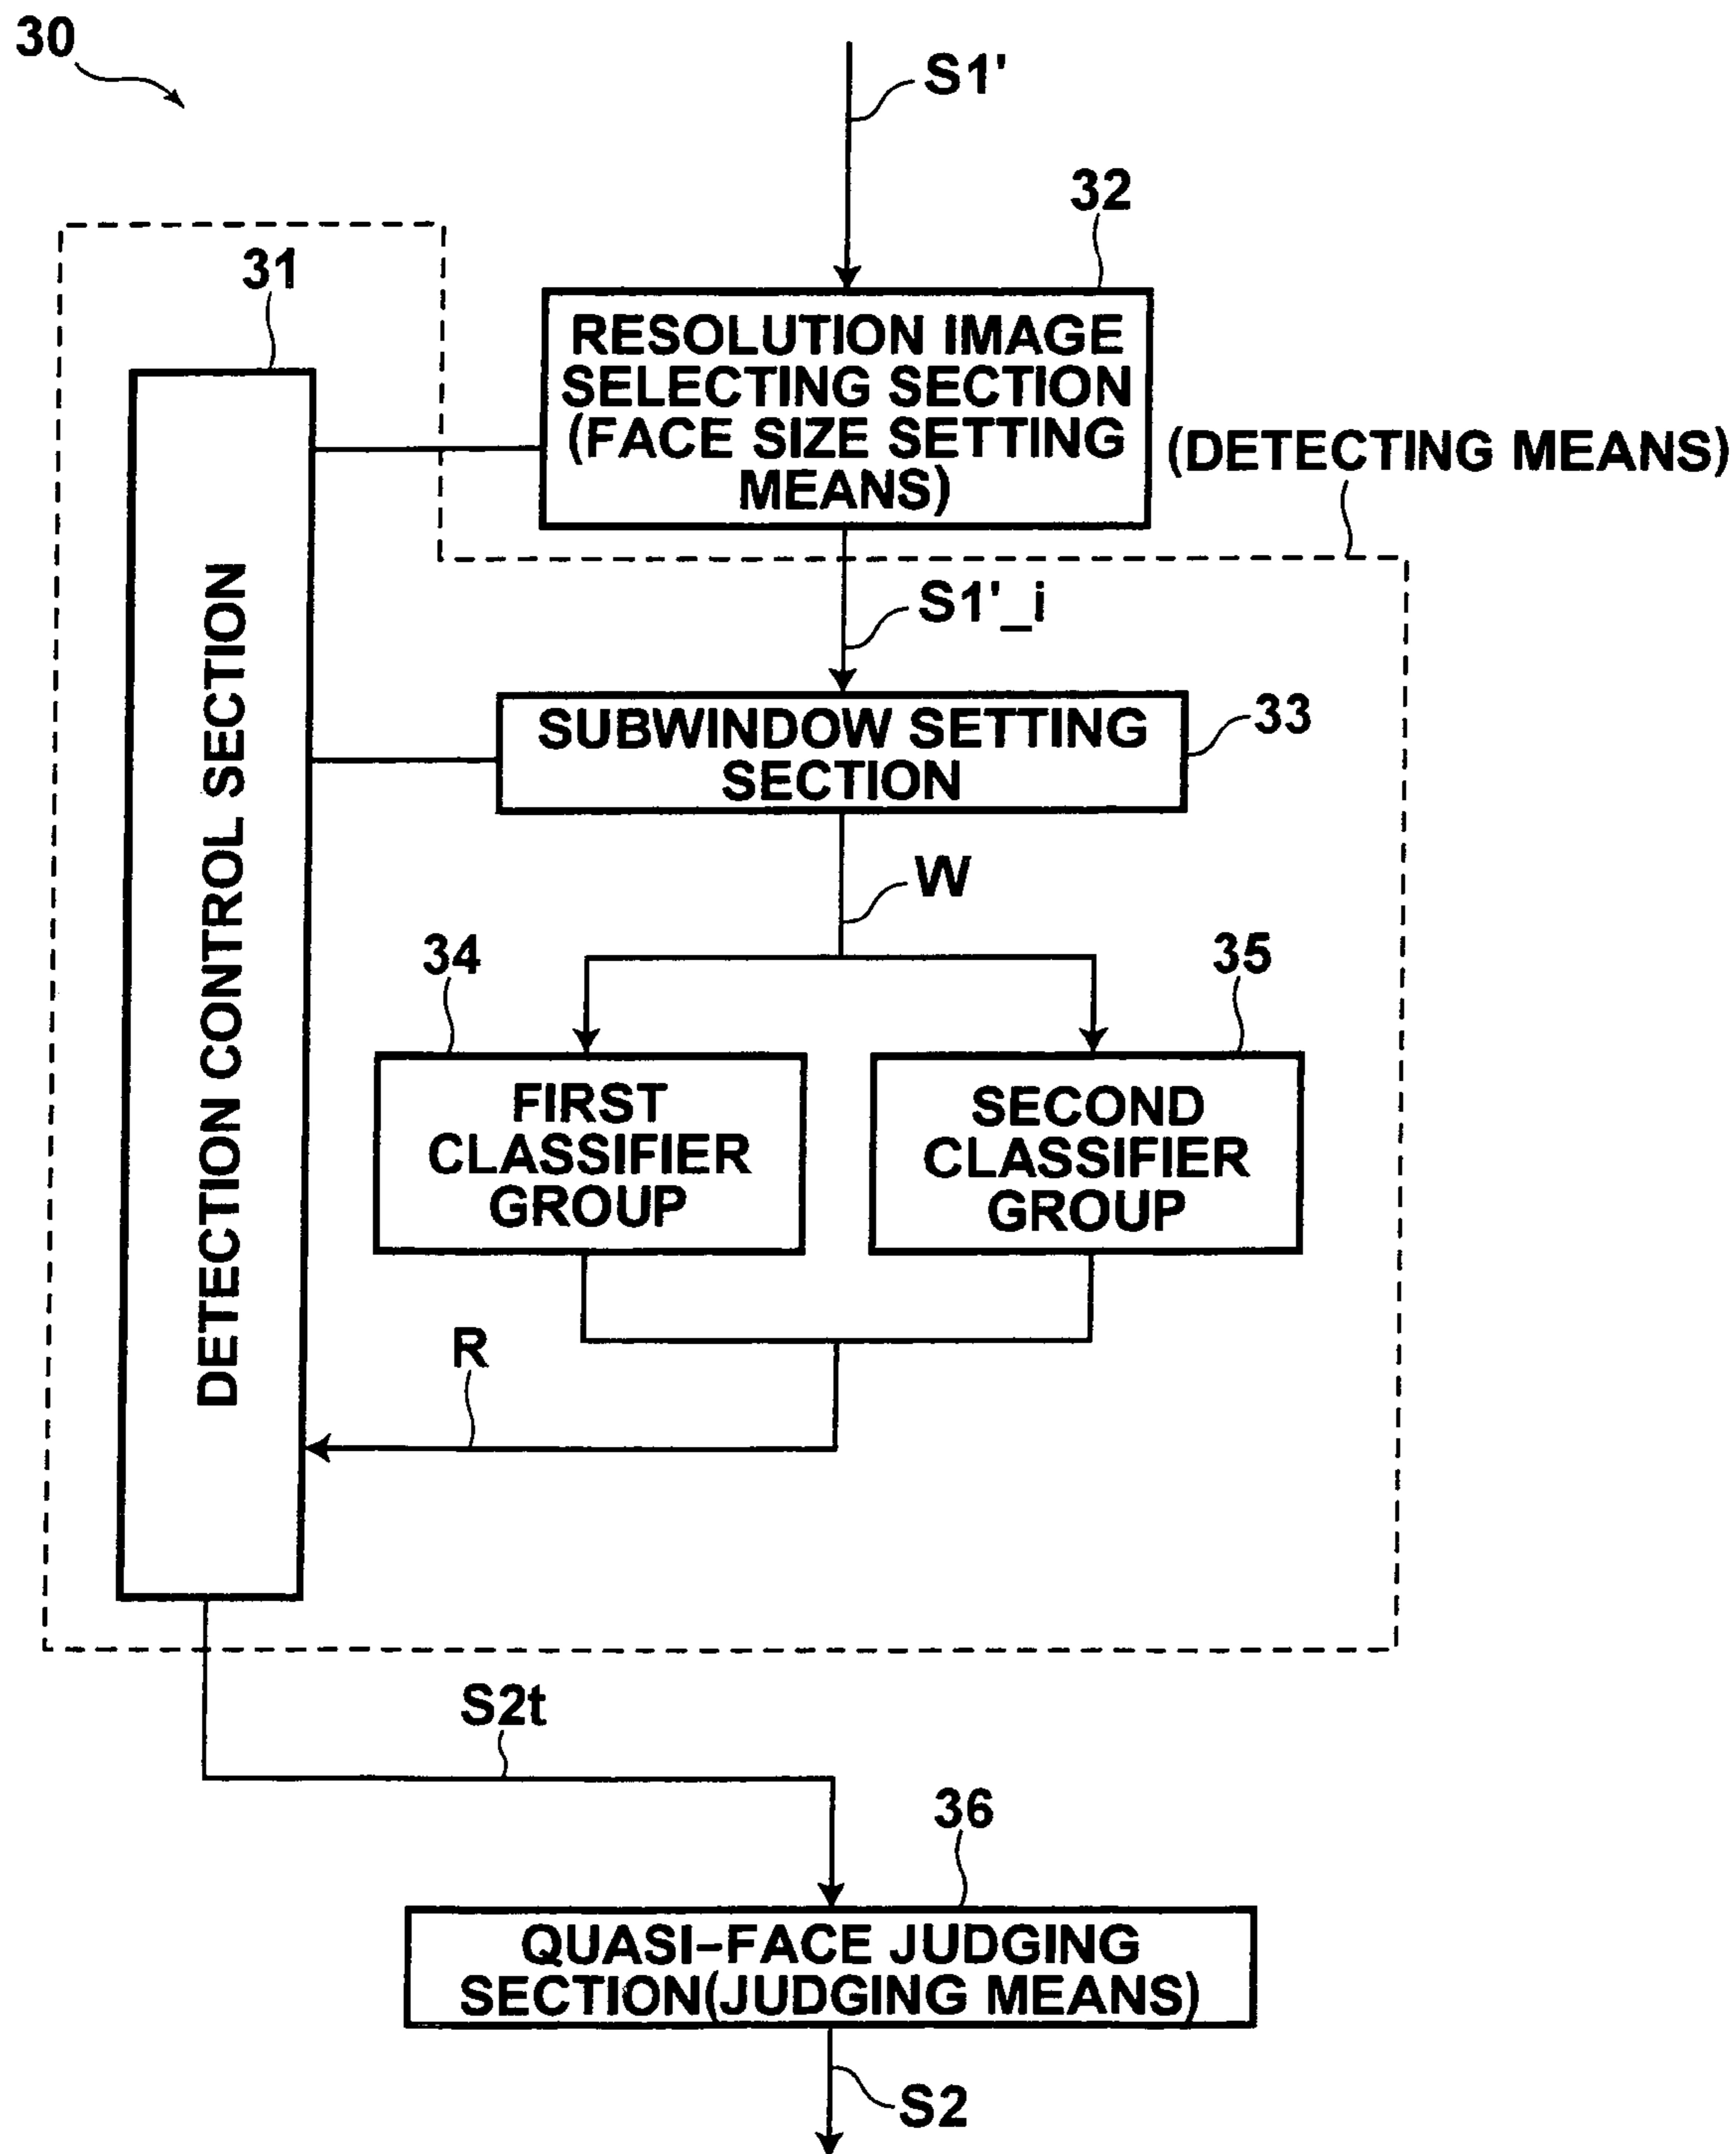 30
S1'
32
31
RESOLUTION IMAGE
SELECTING SECTION
(FACE SIZE SETTING
MEANS)
(DETECTING MEANS)
S1'_i
DETECTION CONTROL SECTION
SUBWINDOW SETTING
SECTION
33
W
34
35
FIRST
CLASSIFIER
GROUP
SECOND
CLASSIFIER
GROUP
R
S2t
36
QUASI-FACE JUDGING
SECTION(JUDGING MEANS)
S2